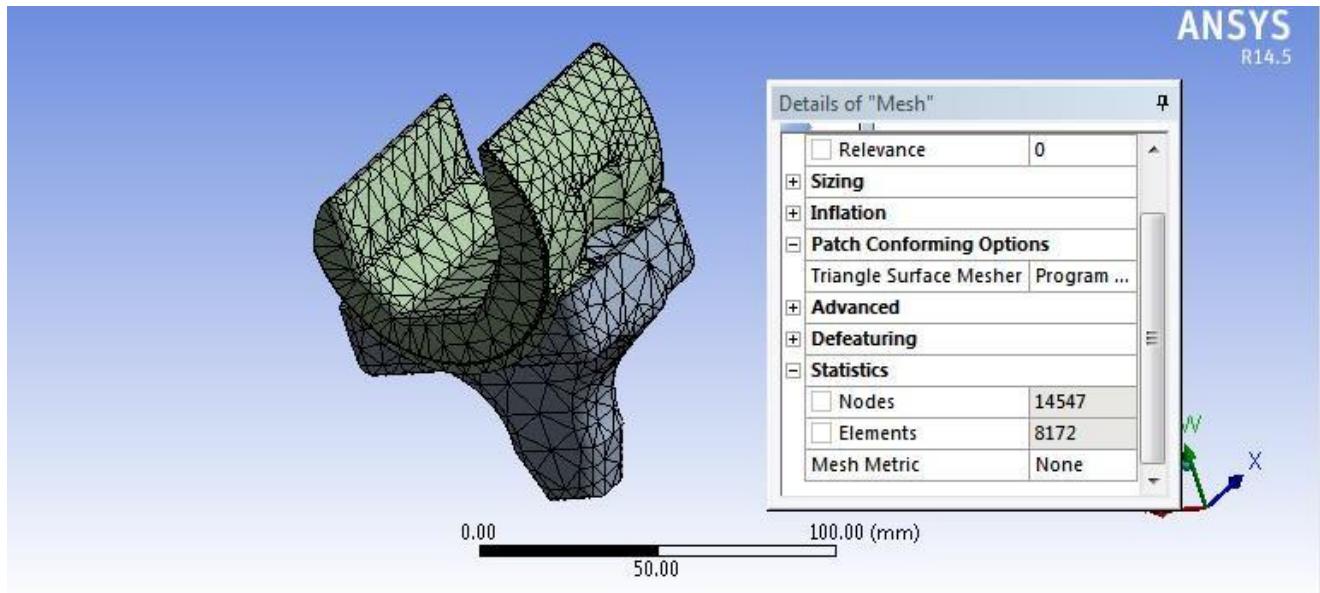 ANSYS
R14.5
Details of "Mesh"
Relevance 0
Sizing
Inflation
Patch Conforming Options
Triangle Surface Mesher Program ...
Advanced
Defeaturing
Statistics
Nodes 14547
Elements 8172
Mesh Metric None
X
0.00 100.00 (mm)
50.00